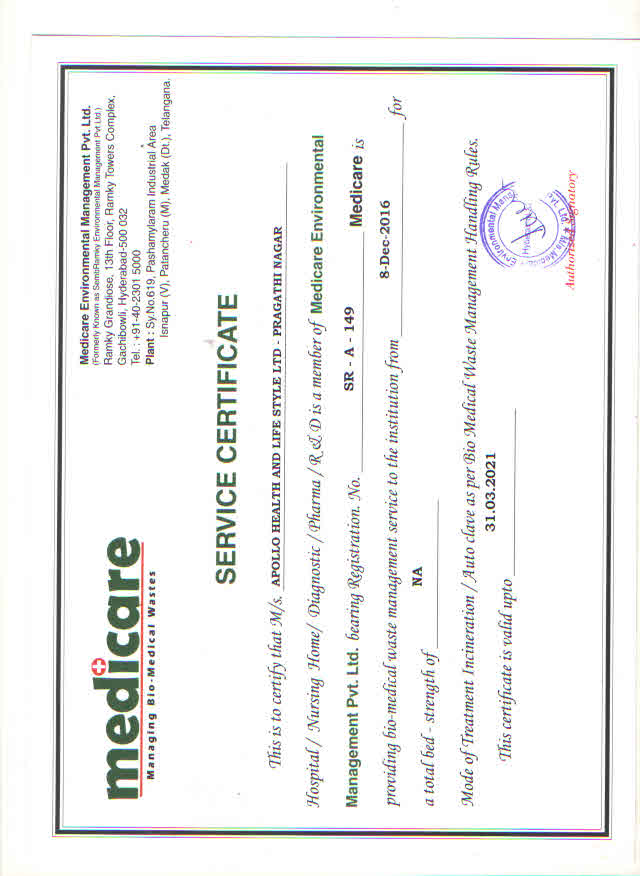 medicare
Managing Bio-Medical Wastes
Medicare Environmental Management Pvt. Ltd.
(Formerly Known as SembRamky Environmental Management Pvt Ltd.)
Ramky Grandiose, 13th Floor, Ramky Towers Complex,
Gachibowli, Hyderabad-500 032
Tel : +91-40-2301 5000
Plant : Sy.No.619, Pashamylaram Industrial Area
Isnapur (V), Patancheru (M), Medak (Dt.), Telangana.
SERVICE CERTIFICATE
This is to certify that M/s. APOLLO HEALTH AND LIFE STYLE LTD - PRAGATHI NAGAR
Hospital / Nursing Home/ Diagnostic / Pharma / R & D is a member of Medicare Environmental
Management Pvt. Ltd. bearing Registration. No. SR - A - 149 Medicare is
providing bio-medical waste management service to the institution from 8-Dec-2016 for
a total bed - strength of NA
Mode of Treatment Incineration / Auto clave as per Bio Medical Waste Management Handling Rules.
This certificate is valid upto 31.03.2021
Authorised Signatory